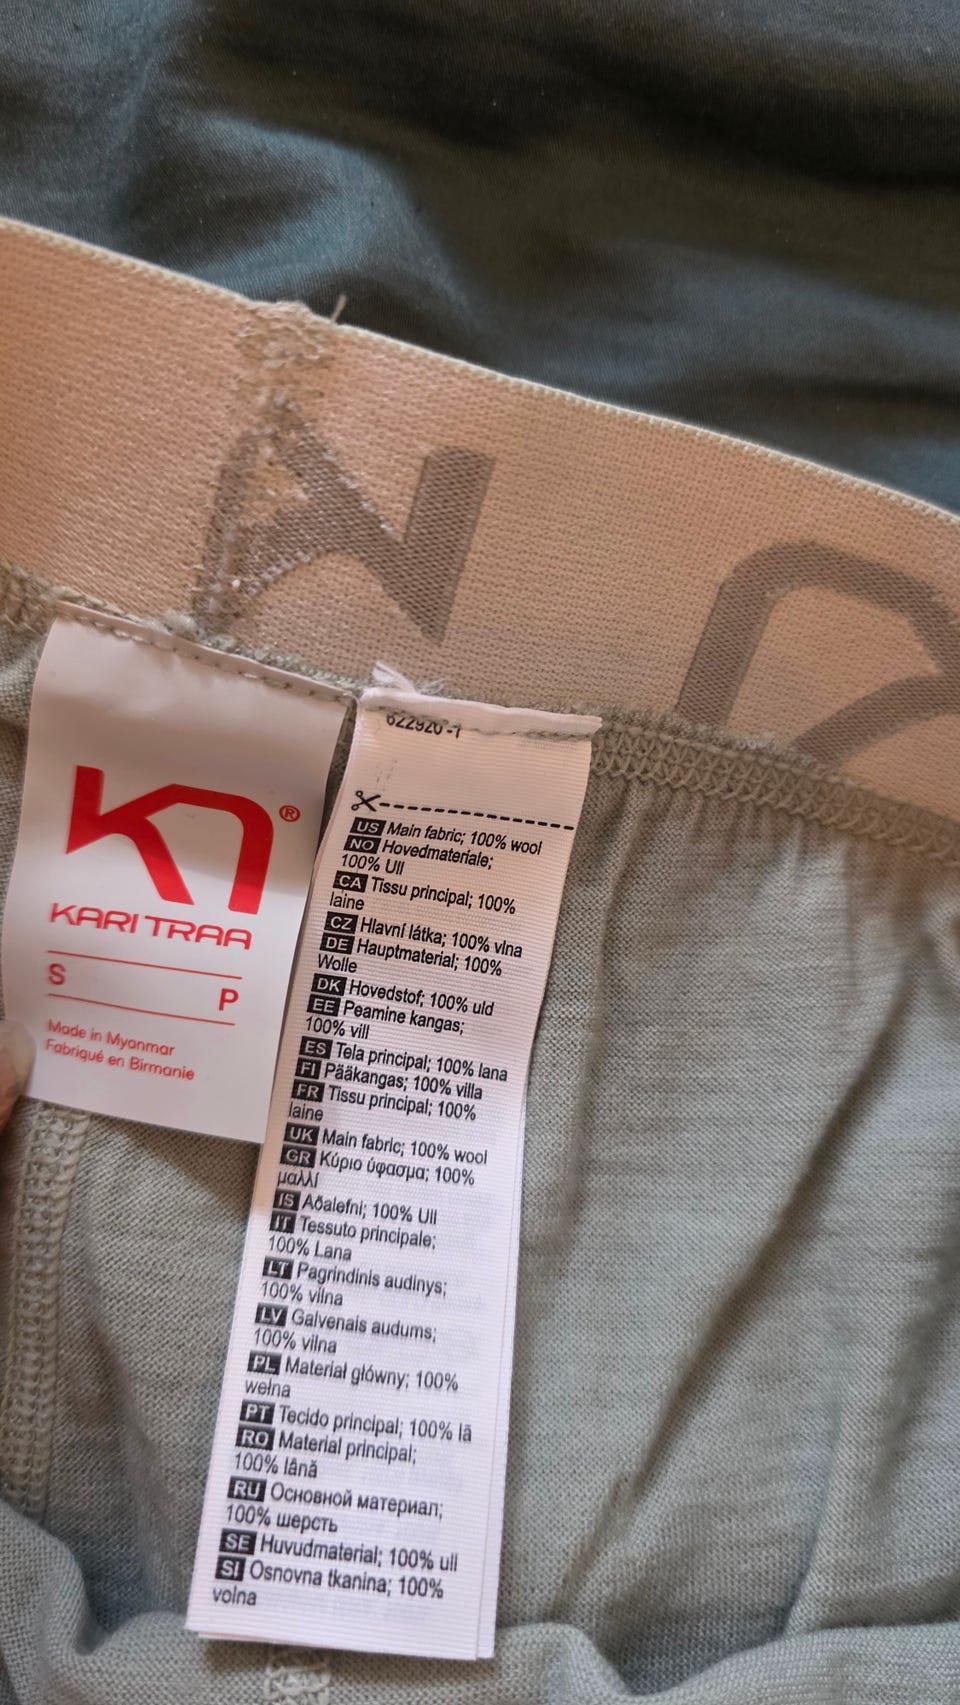 KARI TRAA
S
P
Made in Myanmar
Fabriqué en Birmanie
622920-1
US Main fabric; 100% wool
NO Hovedmateriale;
100% Ull
CA Tissu principal; 100%
laine
CZ Hlavní látka; 100% vlna
DE Hauptmaterial; 100%
Wolle
DK Hovedstof; 100% uld
EE Peamine kangas;
100% vill
ES Tela principal; 100% lana
FI Pääkangas; 100% villa
FR Tissu principal; 100%
laine
UK Main fabric; 100% wool
GR Κύριο ύφασμα; 100%
μαλλί
IS Aðalefni; 100% Ull
IT Tessuto principale;
100% Lana
LT Pagrindinis audinys;
100% vilna
LV Galvenais audums;
100% vilna
PL Materiał główny; 100%
wełna
PT Tecido principal; 100% lã
RO Material principal;
100% lână
RU Основной материал;
100% шерсть
SE Huvudmaterial; 100% ull
SI Osnovna tkanina; 100%
volna